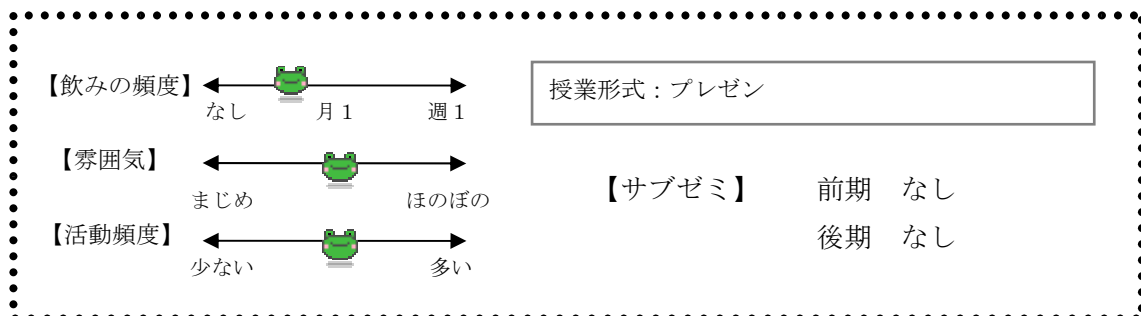 【飲みの頻度】
なし 月1 週1
授業形式:プレゼン
【雰囲気】
まじめ ほのぼの
【活動頻度】
少ない 多い
【サブゼミ】 前期 なし
後期 なし